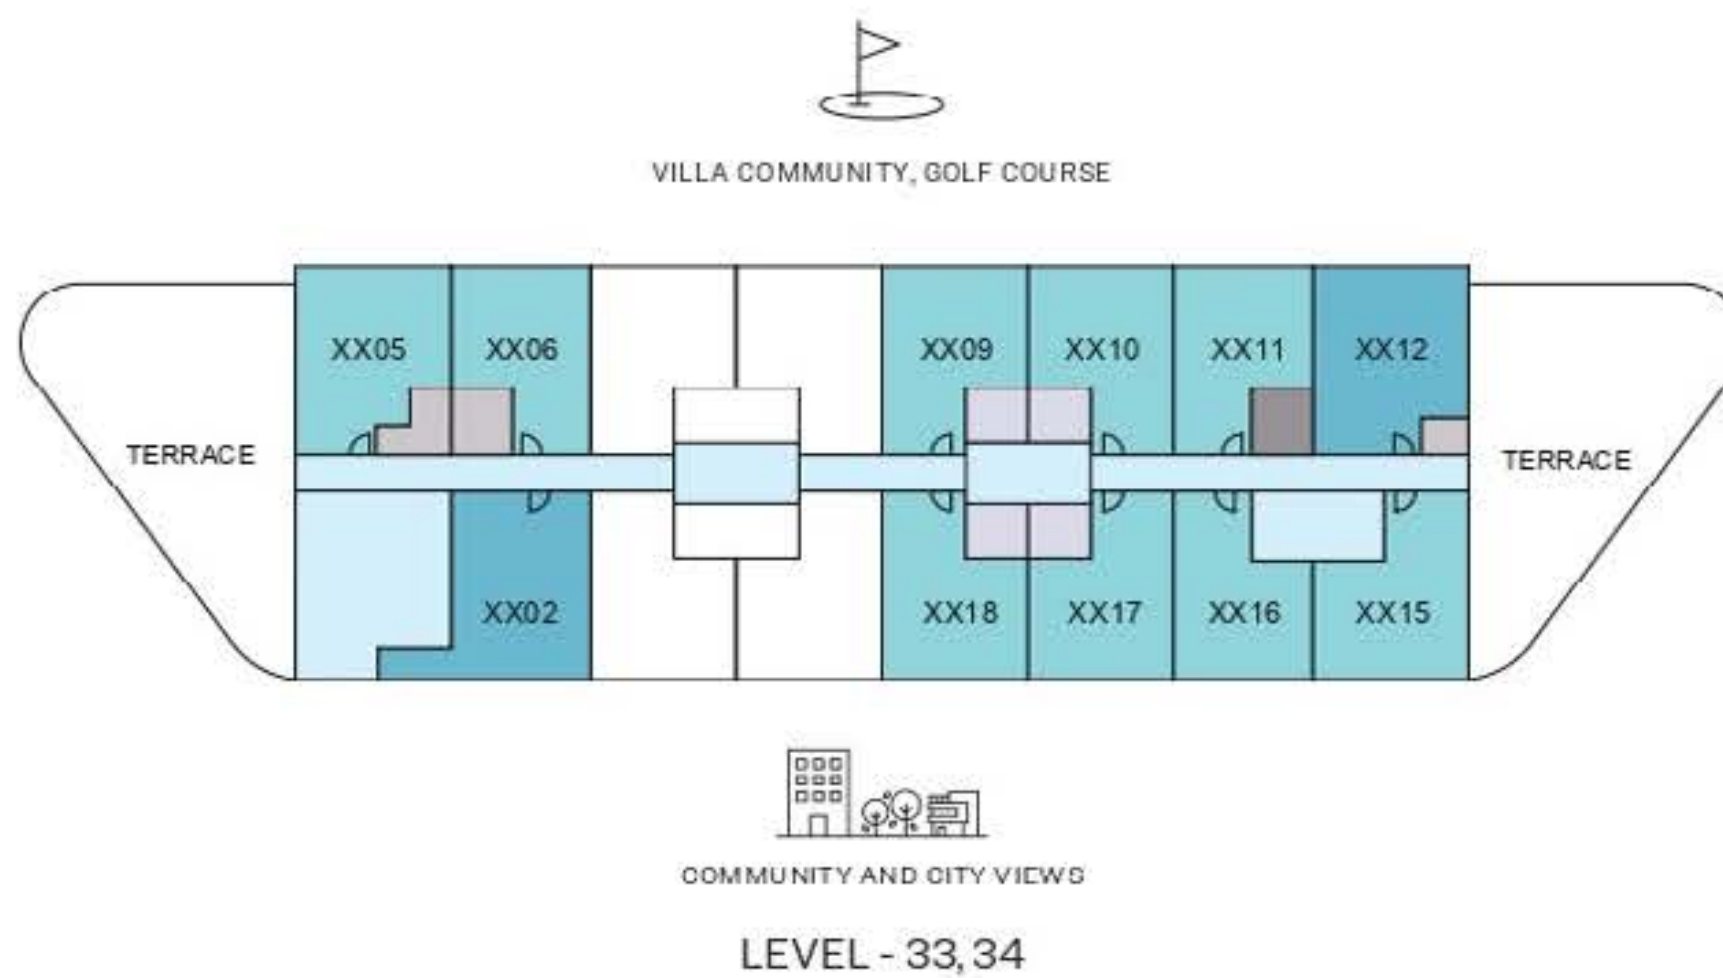 VILLA COMMUNITY, GOLF COURSE
XX05 XX06 XX09 XX10 XX11 XX12
TERRACE TERRACE
XX02 XX18 XX17 XX16 XX15
COMMUNITY AND CITY VIEWS
LEVEL - 33, 34